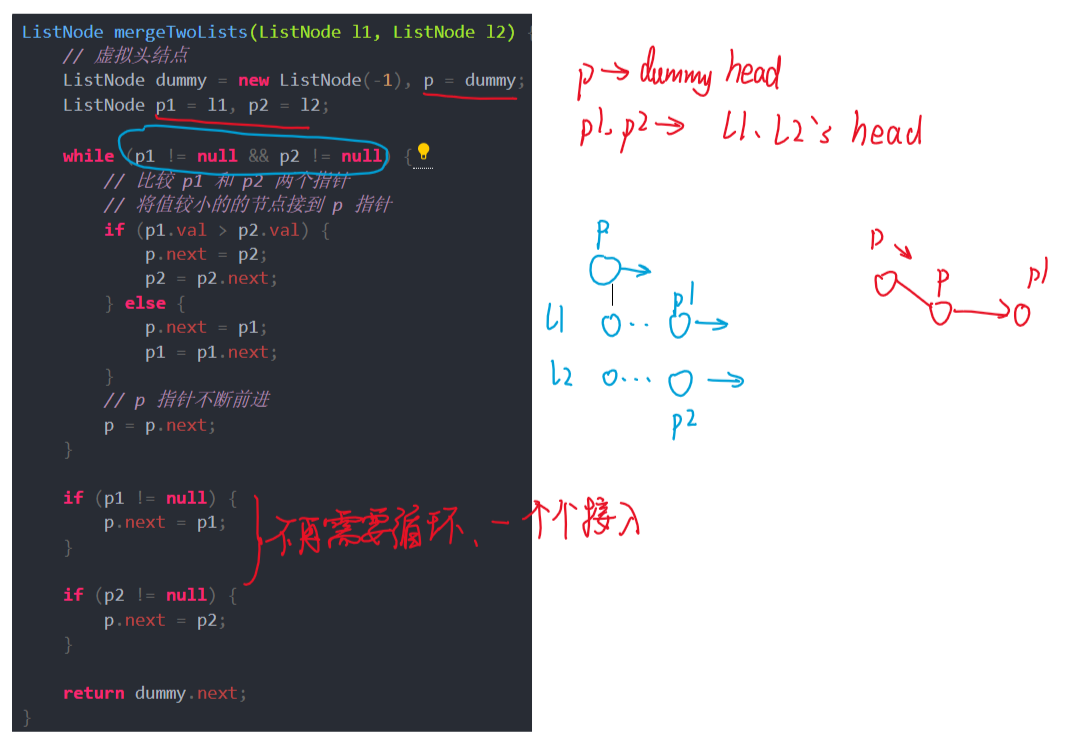 ListNode mergeTwoLists(ListNode l1, ListNode l2) {
// 虚拟头结点
ListNode dummy = new ListNode(-1), p = dummy;
ListNode p1 = l1, p2 = l2;
while (p1 != null && p2 != null) {
// 比较 p1 和 p2 两个指针
// 将值较小的的节点接到 p 指针
if (p1.val > p2.val) {
p.next = p2;
p2 = p2.next;
} else {
p.next = p1;
p1 = p1.next;
}
// p 指针不断前进
p = p.next;
}
if (p1 != null) {
p.next = p1;
}
if (p2 != null) {
p.next = p2;
}
return dummy.next;
}
p→dummy head
p1、p2→ L1、L2's head
p
L1 p1
L2
p2
p
p
p1
不再需要循环、一个个接入